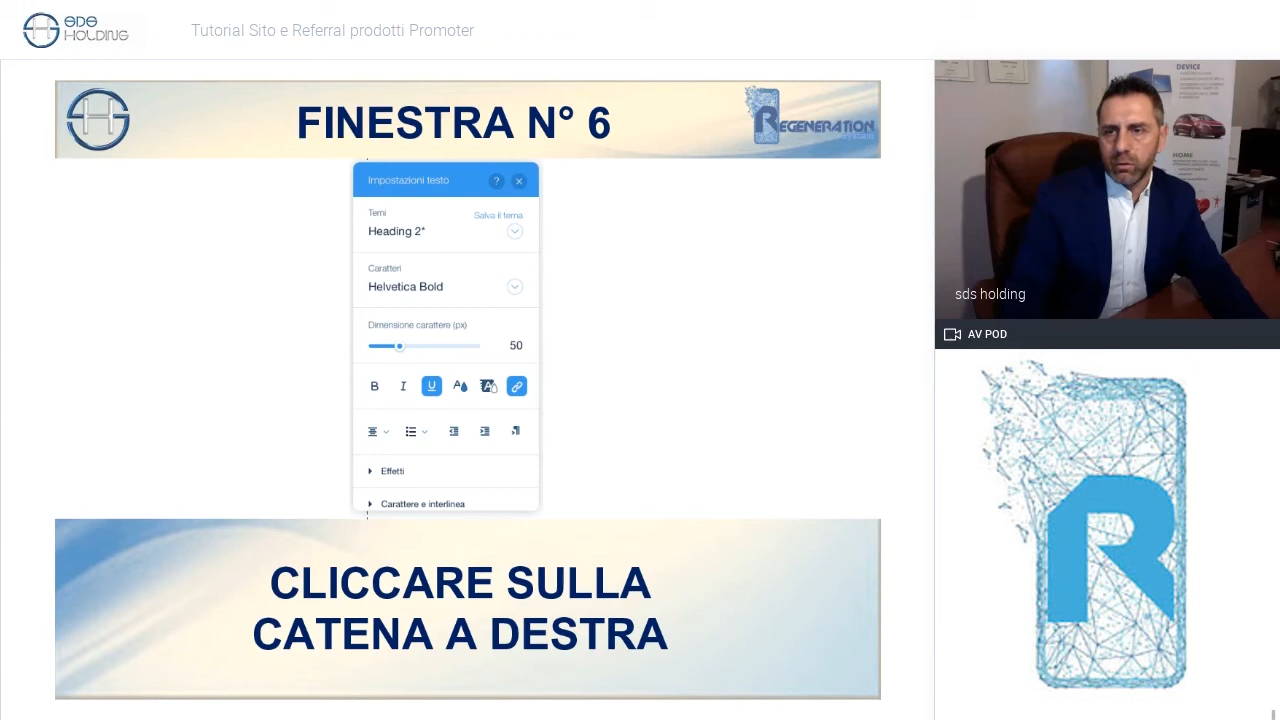 SDS
HOLDING
Tutorial Sito e Referral prodotti Promoter
FINESTRA N° 6
REGENERATION
Impostazioni testo
?
Temi
Salva il tema
Heading 2*
Caratteri
Helvetica Bold
Dimensione carattere (px)
50
B I U A A
Effetti
Carattere e interlinea
CLICCARE SULLA
CATENA A DESTRA
DEVICE
HOME
sds holding
AV POD
R